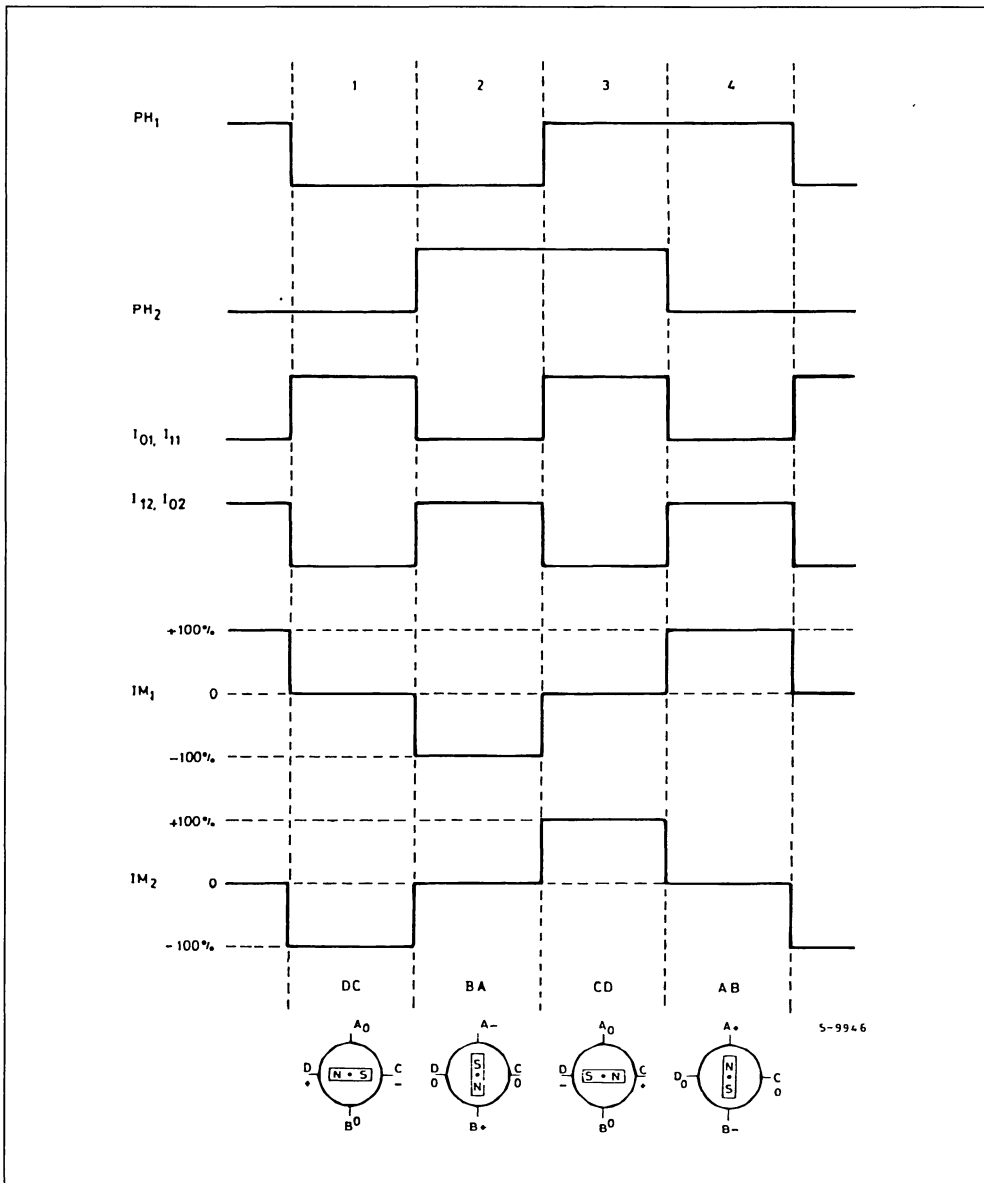 1 2 3 4
PH1
PH2
I01, I11
I12, I02
+100%
IM1 0
-100%
+100%
IM2 0
-100%
DC BA CD AB
S-9946
A0 A- A0 A+
D + N • S C - D 0 S • N C 0 D - S • N C + D0 N • S C 0
B0 B+ B0 B-